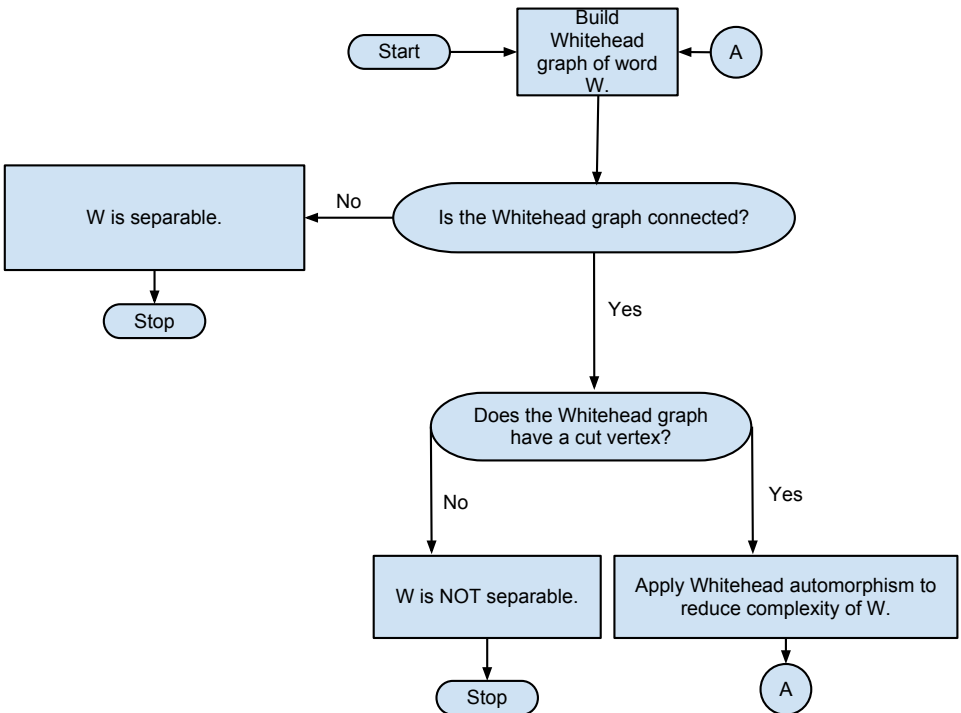 Build
Whitehead
graph of word
W.
Start
A
W is separable.
No
Is the Whitehead graph connected?
Stop
Yes
Does the Whitehead graph
have a cut vertex?
No
Yes
W is NOT separable.
Apply Whitehead automorphism to
reduce complexity of W.
Stop
A